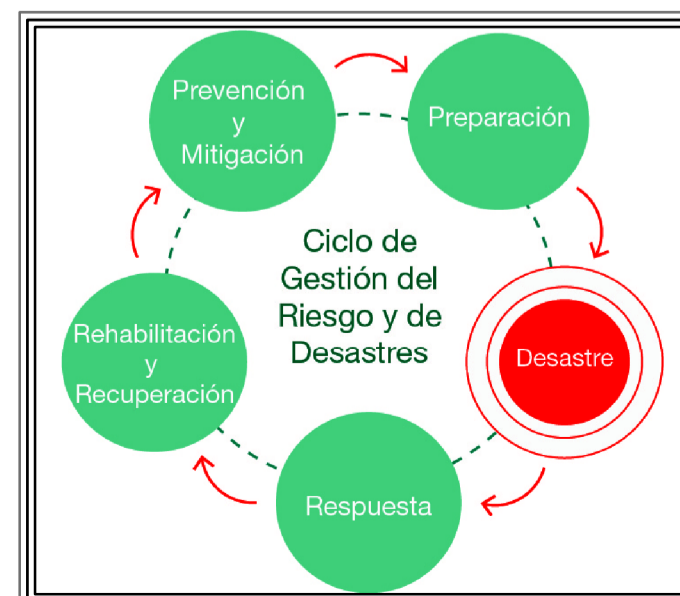 Prevención
y
Mitigación
Preparación
Ciclo de
Gestión del
Riesgo y de
Desastres
Desastre
Rehabilitación
y
Recuperación
Respuesta